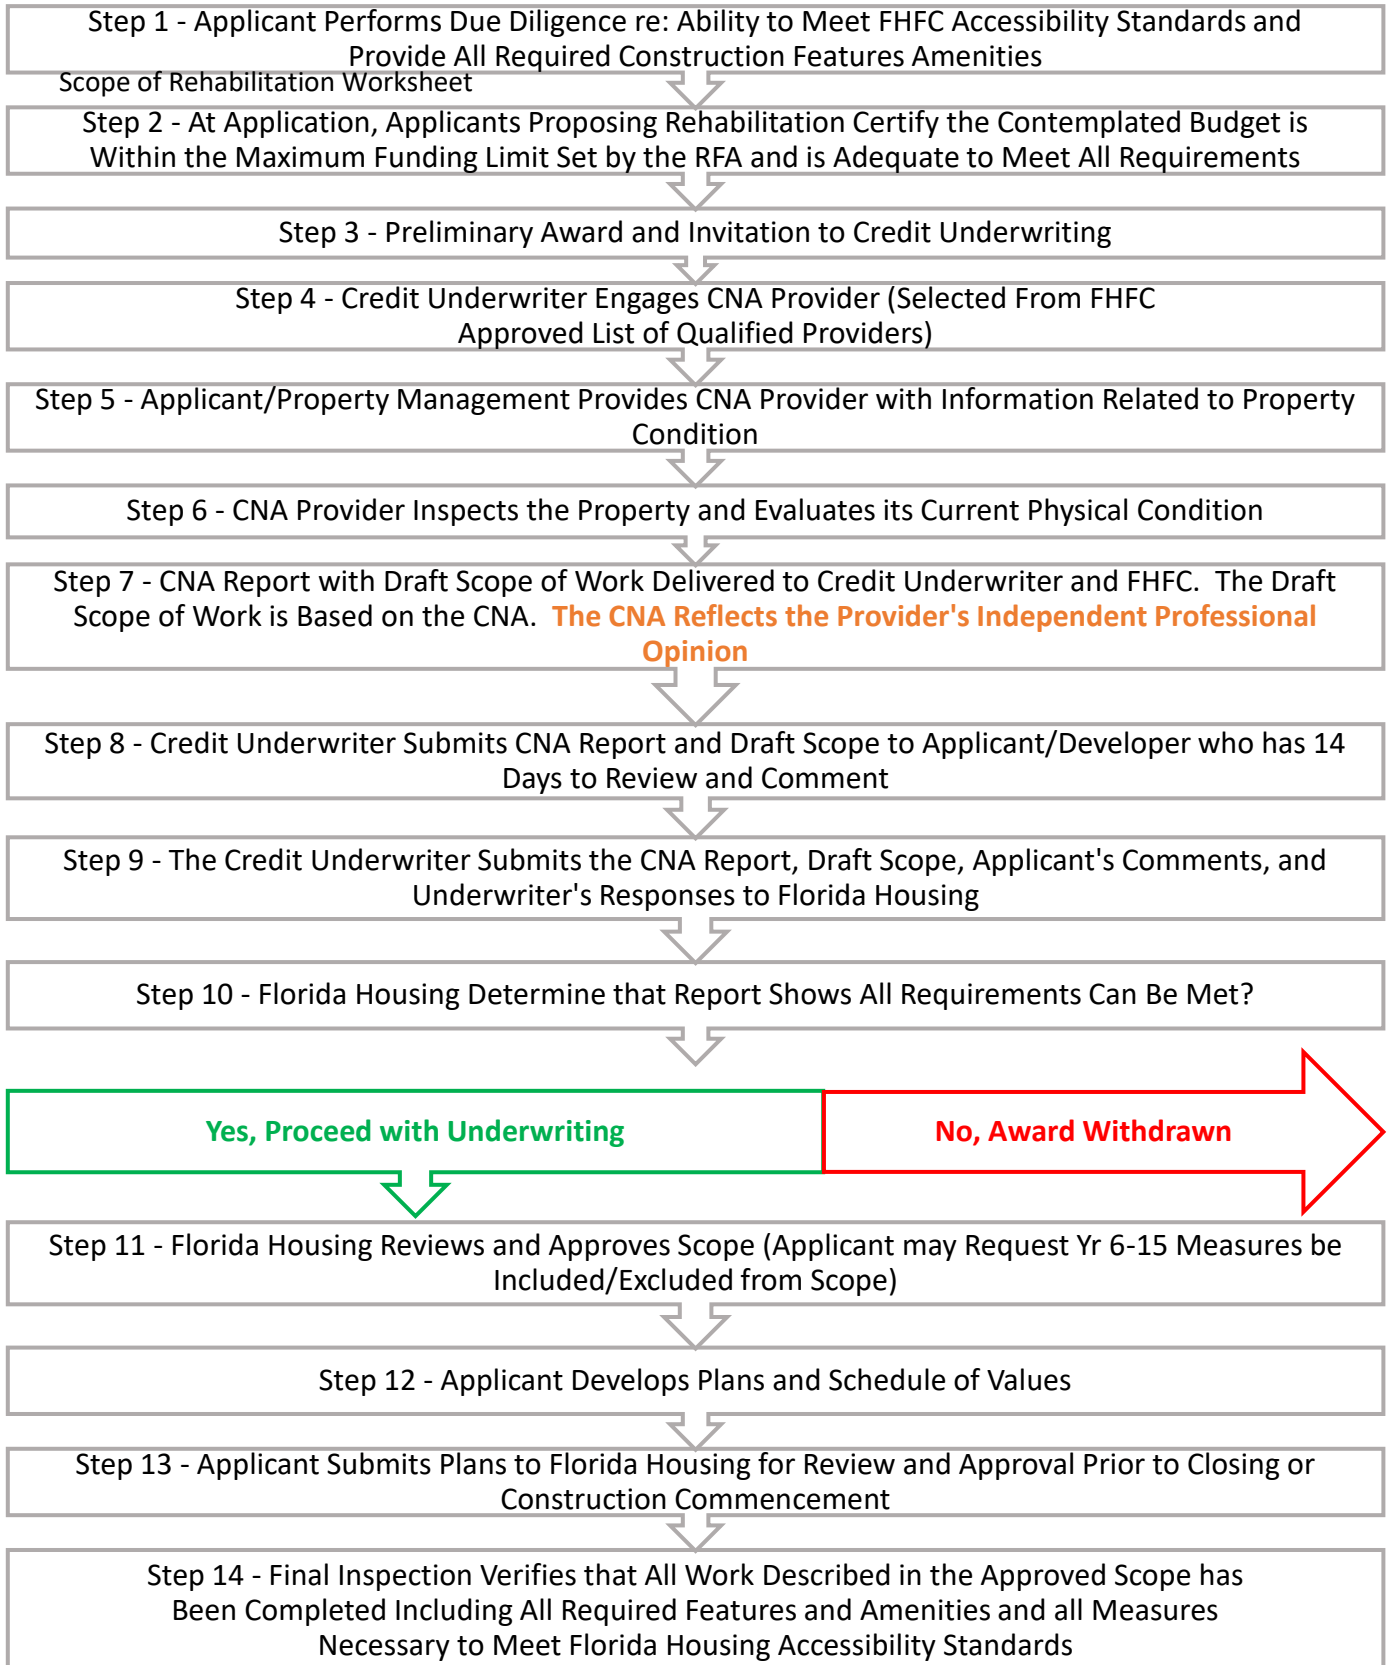 Step 1 - Applicant Performs Due Diligence re: Ability to Meet FHFC Accessibility Standards and
Provide All Required Construction Features Amenities
Scope of Rehabilitation Worksheet
Step 2 - At Application, Applicants Proposing Rehabilitation Certify the Contemplated Budget is
Within the Maximum Funding Limit Set by the RFA and is Adequate to Meet All Requirements
Step 3 - Preliminary Award and Invitation to Credit Underwriting
Step 4 - Credit Underwriter Engages CNA Provider (Selected From FHFC
Approved List of Qualified Providers)
Step 5 - Applicant/Property Management Provides CNA Provider with Information Related to Property
Condition
Step 6 - CNA Provider Inspects the Property and Evaluates its Current Physical Condition
Step 7 - CNA Report with Draft Scope of Work Delivered to Credit Underwriter and FHFC.  The Draft
Scope of Work is Based on the CNA.  The CNA Reflects the Provider's Independent Professional
Opinion
Step 8 - Credit Underwriter Submits CNA Report and Draft Scope to Applicant/Developer who has 14
Days to Review and Comment
Step 9 - The Credit Underwriter Submits the CNA Report, Draft Scope, Applicant's Comments, and
Underwriter's Responses to Florida Housing
Step 10 - Florida Housing Determine that Report Shows All Requirements Can Be Met?
Yes, Proceed with Underwriting
No, Award Withdrawn
Step 11 - Florida Housing Reviews and Approves Scope (Applicant may Request Yr 6-15 Measures be
Included/Excluded from Scope)
Step 12 - Applicant Develops Plans and Schedule of Values
Step 13 - Applicant Submits Plans to Florida Housing for Review and Approval Prior to Closing or
Construction Commencement
Step 14 - Final Inspection Verifies that All Work Described in the Approved Scope has
Been Completed Including All Required Features and Amenities and all Measures
Necessary to Meet Florida Housing Accessibility Standards